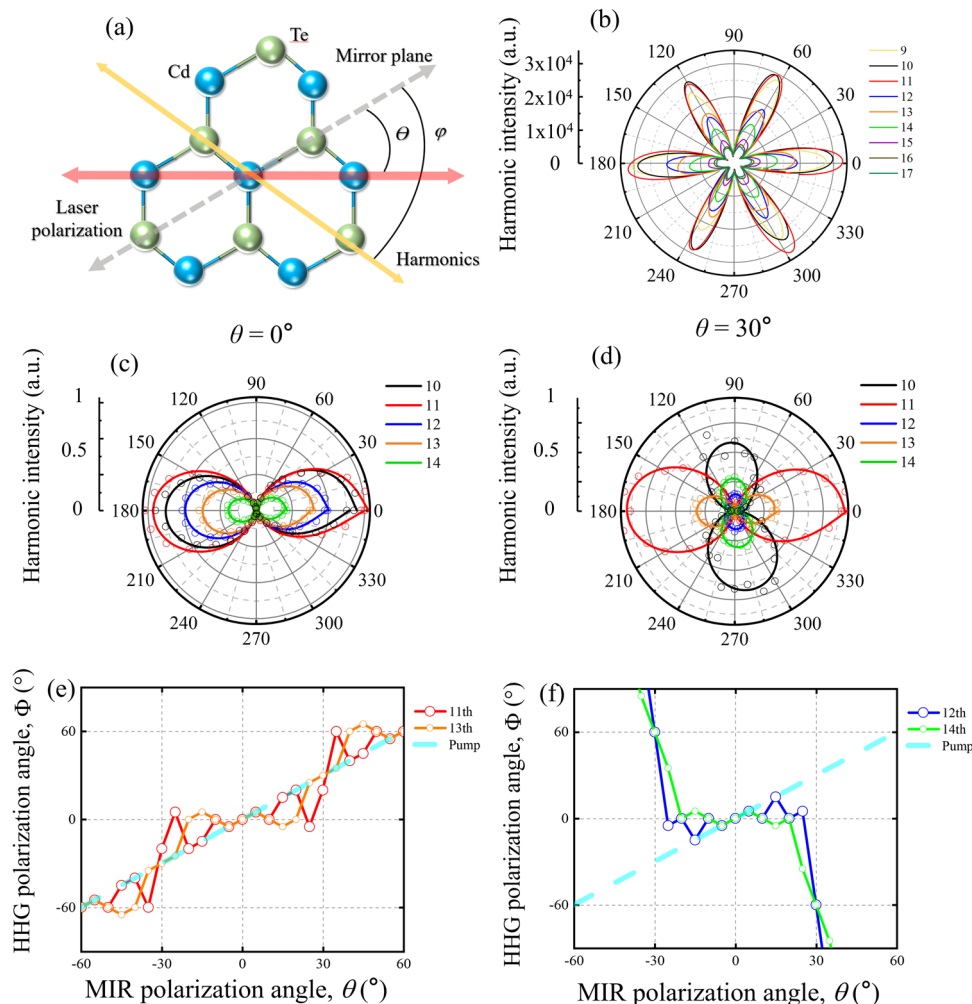 (a)
Te
Cd
Mirror plane
Θ
φ
Laser
polarization
Harmonics
(b)
Harmonic intensity (a.u.)
3x10⁴
2x10⁴
1x10⁴
0
90
60
30
0
330
300
270
240
210
180
150
120
9
10
11
12
13
14
15
16
17
θ = 0°
(c)
Harmonic intensity (a.u.)
1
0.5
0
90
60
30
0
330
300
270
240
210
180
150
120
10
11
12
13
14
θ = 30°
(d)
Harmonic intensity (a.u.)
1
0.5
0
90
60
30
0
330
300
270
240
210
180
150
120
10
11
12
13
14
(e)
HHG polarization angle, Φ (°)
60
0
-60
-60
-30
0
30
60
MIR polarization angle, θ (°)
11th
13th
Pump
(f)
HHG polarization angle, Φ (°)
60
0
-60
-60
-30
0
30
60
MIR polarization angle, θ (°)
12th
14th
Pump